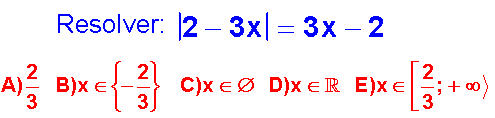 Resolver: |2 − 3x| = 3x − 2
A) 2/3 B) x ∈ {−2/3} C) x ∈ ∅ D) x ∈ ℝ E) x ∈ [2/3; +∞⟩